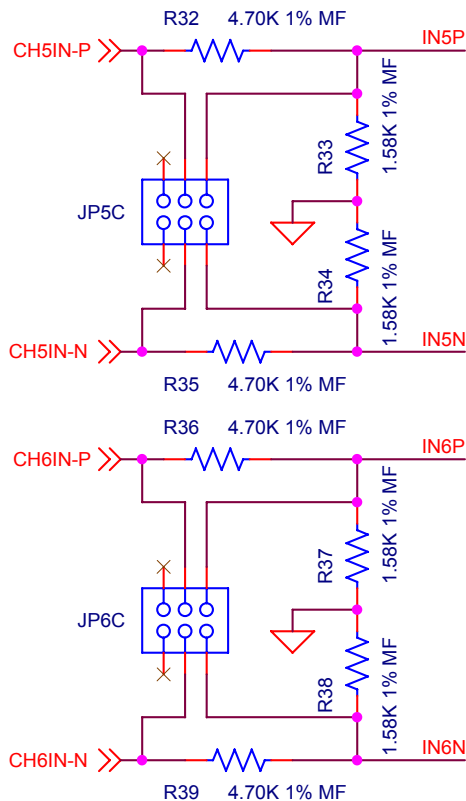 R32 4.70K 1% MF
CH5IN-P
IN5P
R33
1.58K 1% MF
JP5C
R34
1.58K 1% MF
CH5IN-N
IN5N
R35 4.70K 1% MF
R36 4.70K 1% MF
CH6IN-P
IN6P
R37
1.58K 1% MF
JP6C
R38
1.58K 1% MF
CH6IN-N
IN6N
R39 4.70K 1% MF